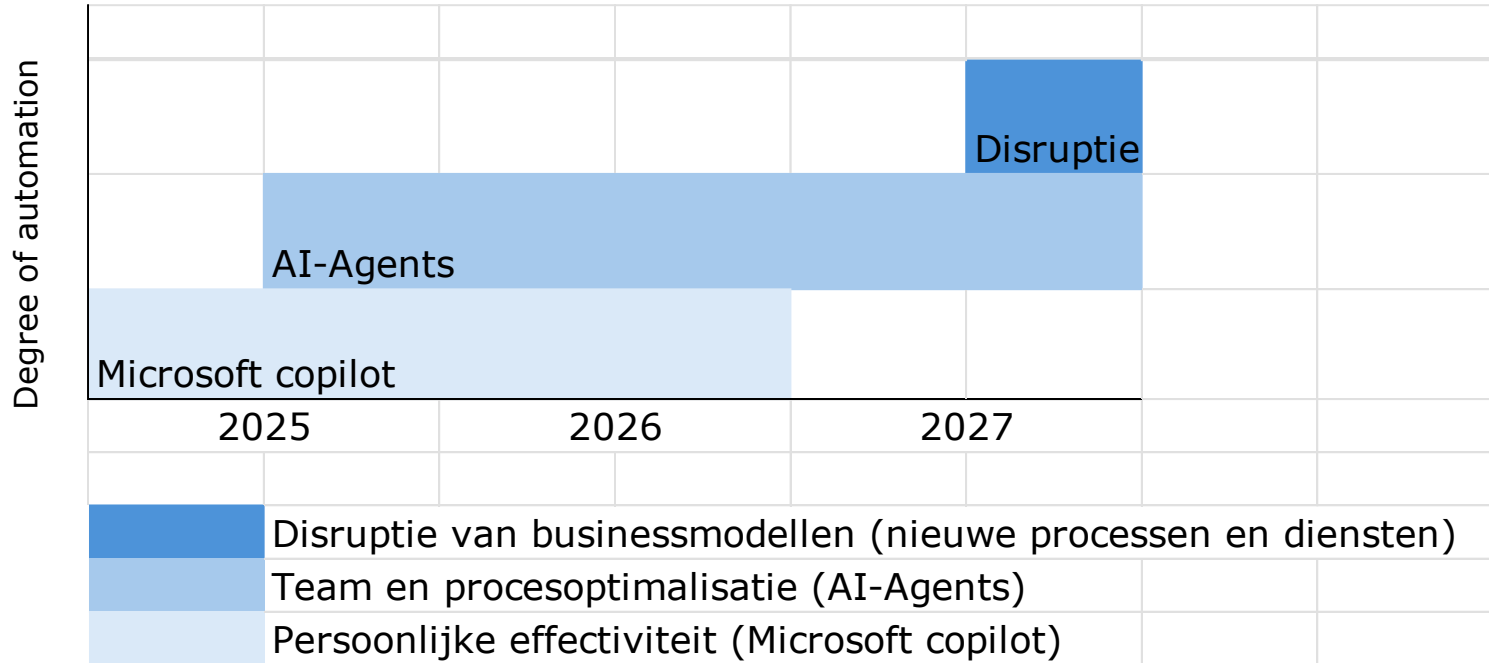 Degree of automation
Disruptie
AI-Agents
Microsoft copilot
2025 2026 2027
Disruptie van businessmodellen (nieuwe processen en diensten)
Team en procesoptimalisatie (AI-Agents)
Persoonlijke effectiviteit (Microsoft copilot)